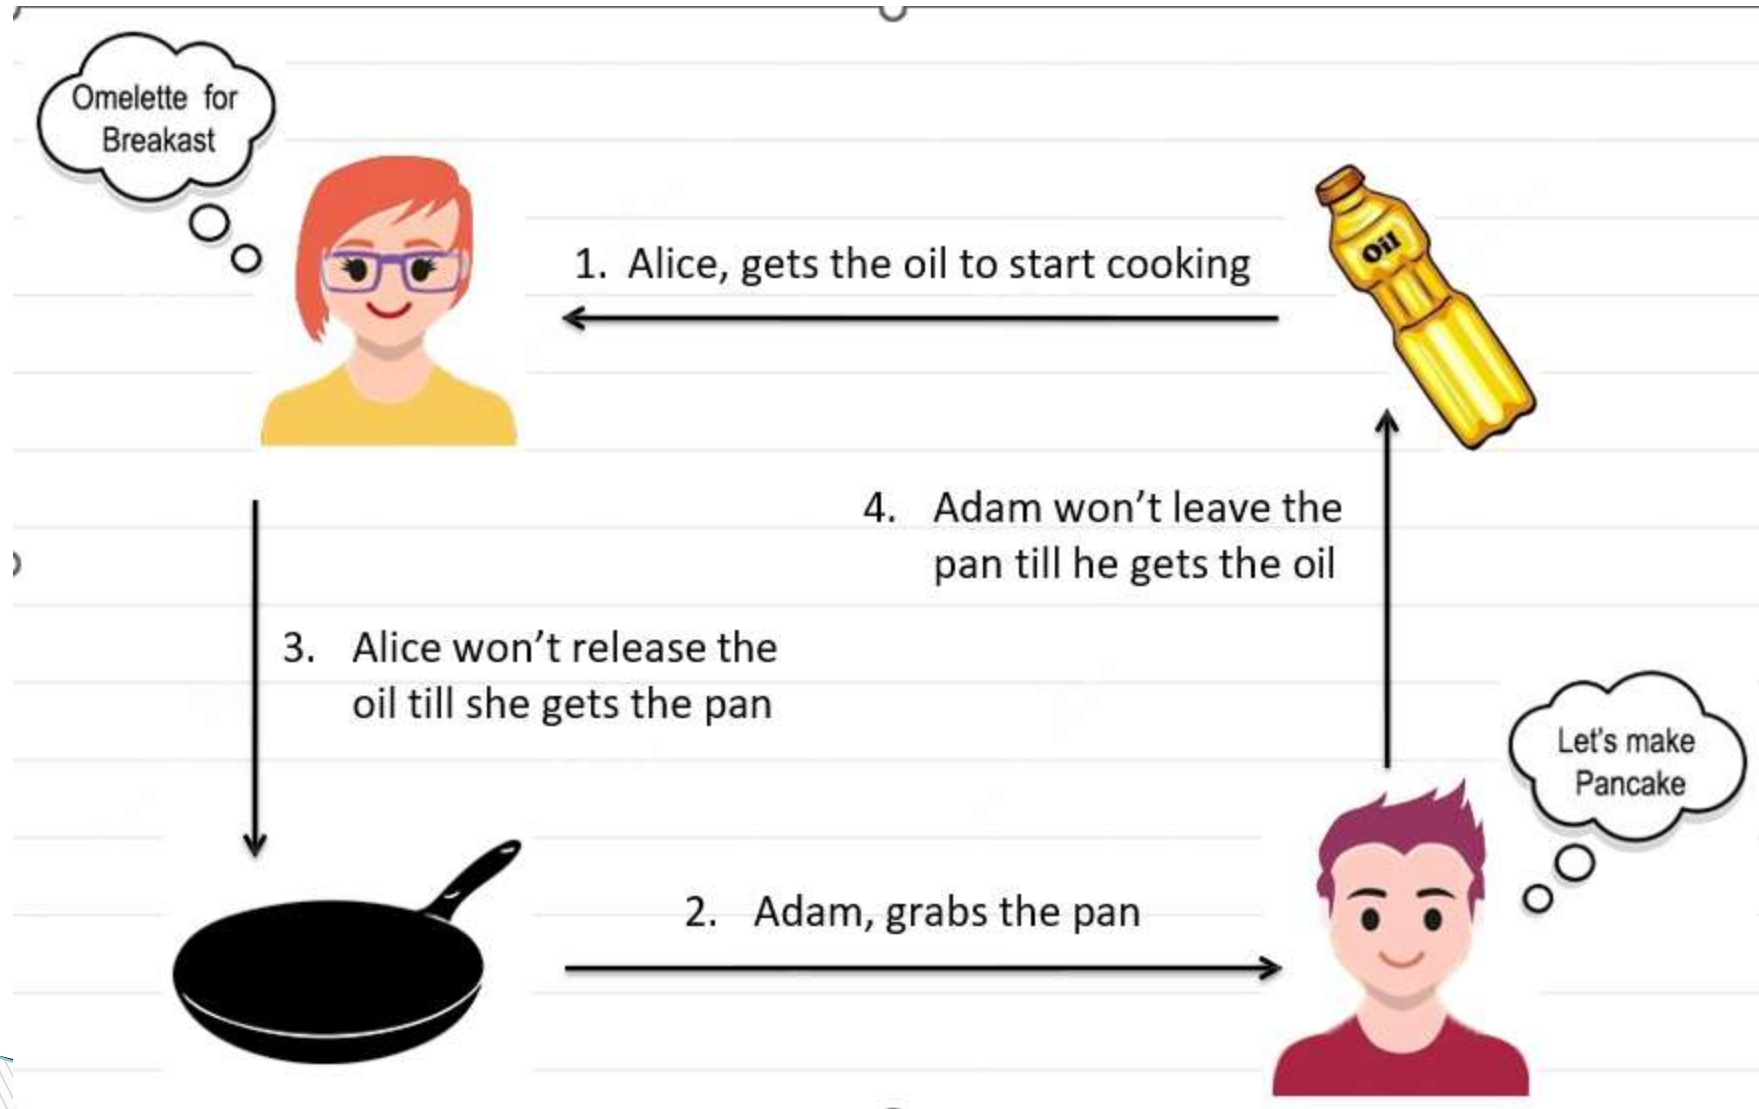 Omelette for
Breakast
1. Alice, gets the oil to start cooking
Oil
4. Adam won’t leave the
pan till he gets the oil
3. Alice won’t release the
oil till she gets the pan
Let's make
Pancake
2. Adam, grabs the pan